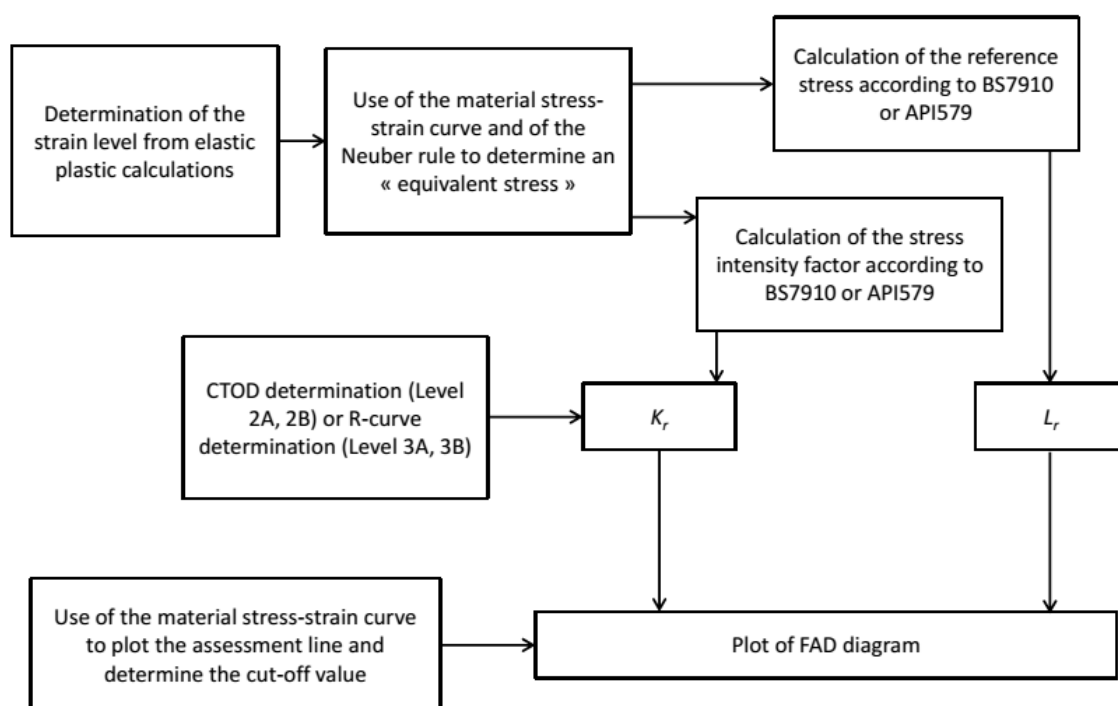 Determination of the
strain level from elastic
plastic calculations
Use of the material stress-
strain curve and of the
Neuber rule to determine an
« equivalent stress »
Calculation of the reference
stress according to BS7910
or API579
Calculation of the stress
intensity factor according to
BS7910 or API579
CTOD determination (Level
2A, 2B) or R-curve
determination (Level 3A, 3B)
Kr
Lr
Use of the material stress-strain curve
to plot the assessment line and
determine the cut-off value
Plot of FAD diagram